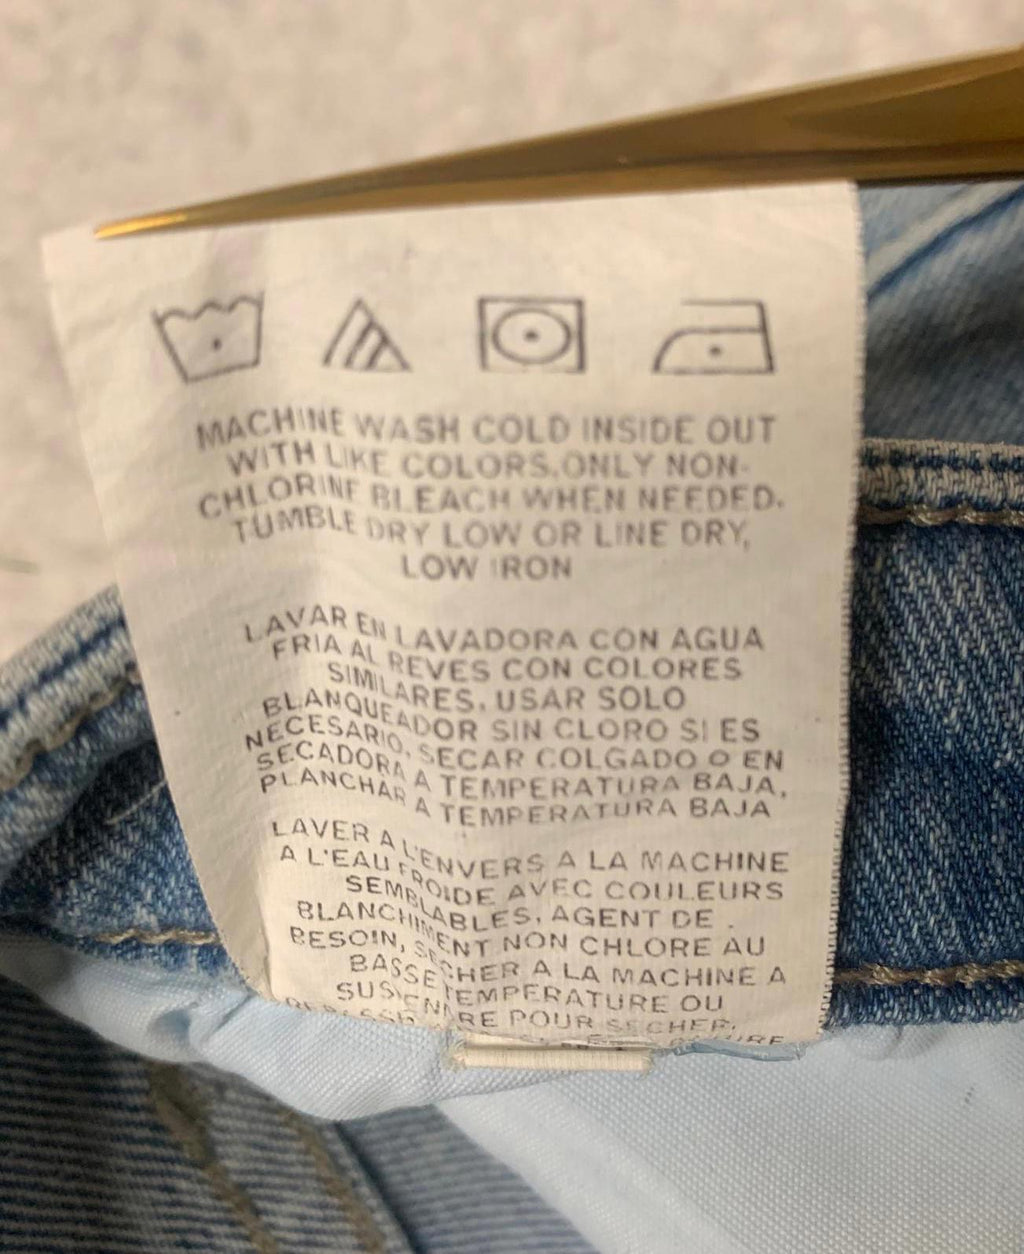 MACHINE WASH COLD INSIDE OUT
WITH LIKE COLORS. ONLY NON-
CHLORINE BLEACH WHEN NEEDED.
TUMBLE DRY LOW OR LINE DRY,
LOW IRON
LAVAR EN LAVADORA CON AGUA
FRIA AL REVES CON COLORES
SIMILARES. USAR SOLO
BLANQUEADOR SIN CLORO SI ES
NECESARIO, SECAR COLGADO O EN
SECADORA A TEMPERATURA BAJA,
PLANCHAR A TEMPERATURA BAJA
LAVER A L'ENVERS A LA MACHINE
A L'EAU FROIDE AVEC COULEURS
SEMBLABLES. AGENT DE
BLANCHIMENT NON CHLORE AU
BESOIN, SECHER A LA MACHINE A
BASSE TEMPERATURE OU
SUSPENDRE POUR SECHER.